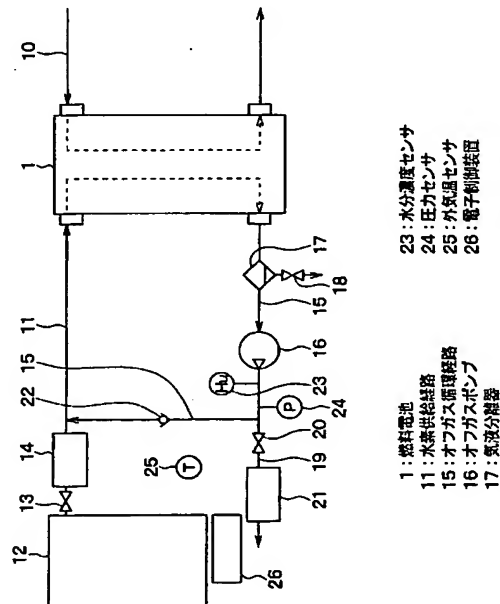 10
1
11
17
18
15
16
15
23
22
24
14
25
20
19
13
21
12
26
1：燃料電池
11：水素供給経路
15：オフガス循環経路
16：オフガスポンプ
17：気液分離器
23：水分濃度センサ
24：圧力センサ
25：外気温センサ
26：電子制御装置
Hu
P
T